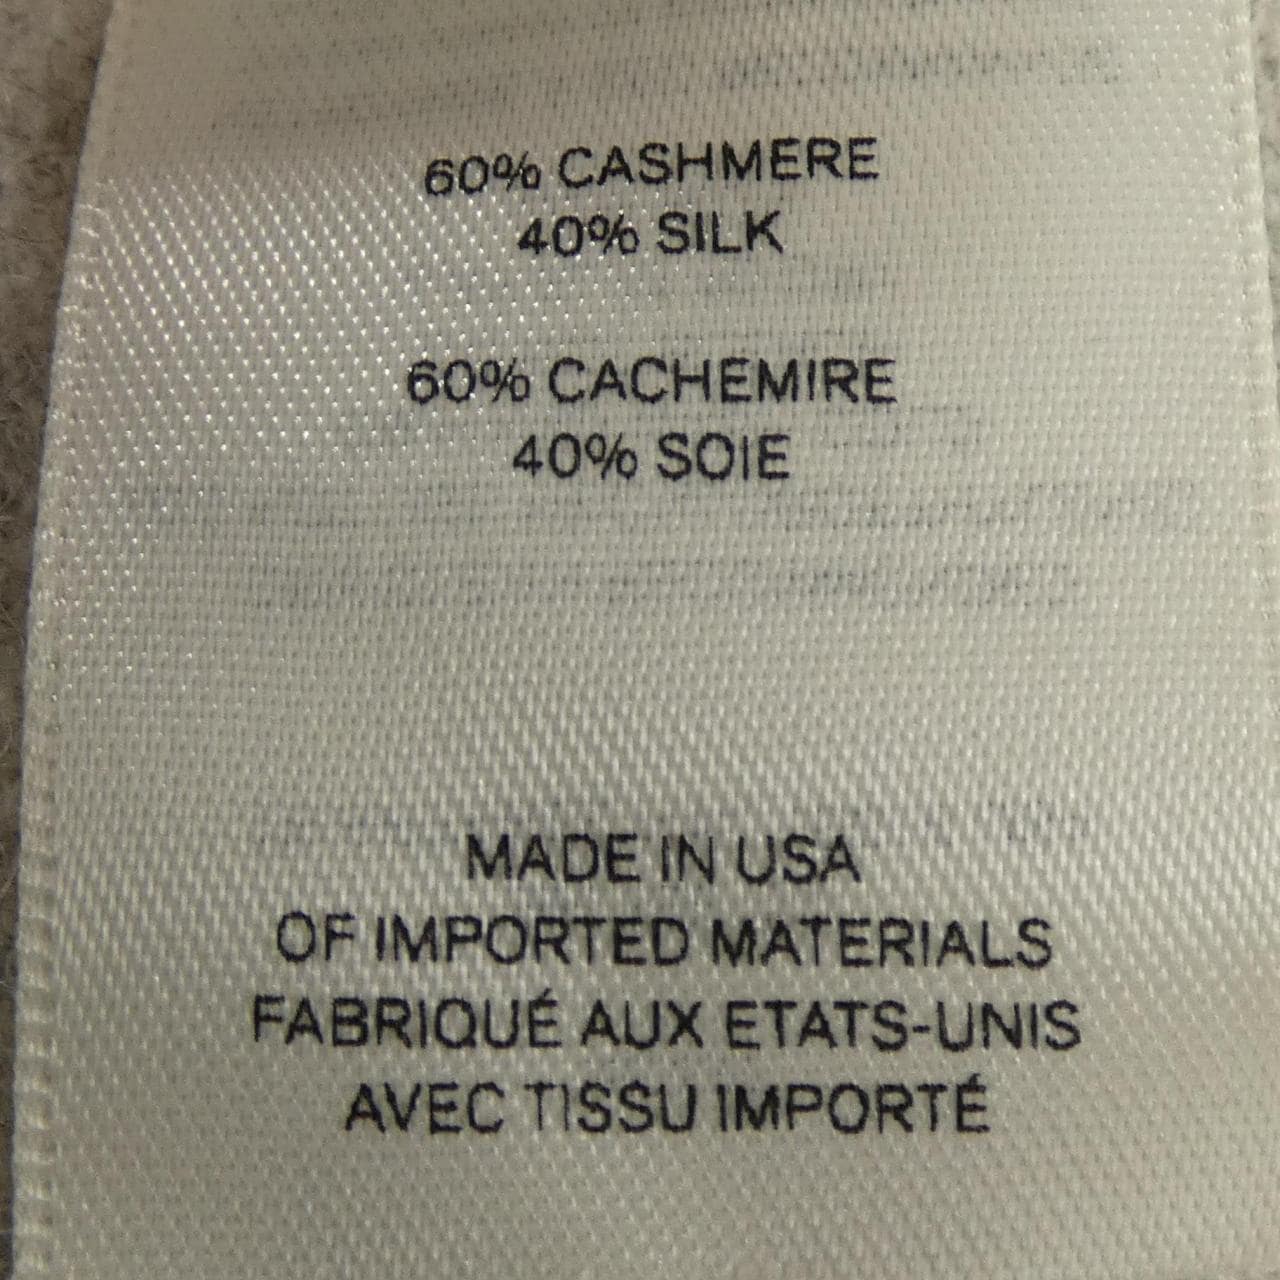 60% CASHMERE
40% SILK
60% CACHEMIRE
40% SOIE
MADE IN USA
OF IMPORTED MATERIALS
FABRIQUÉ AUX ETATS-UNIS
AVEC TISSU IMPORTÉ